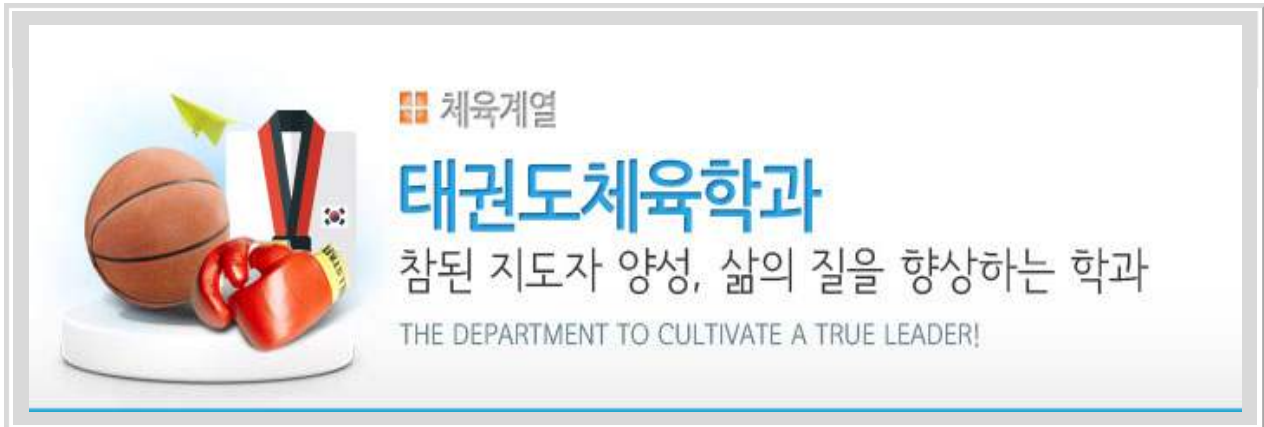 체육계열
태권도체육학과
참된 지도자 양성, 삶의 질을 향상하는 학과
THE DEPARTMENT TO CULTIVATE A TRUE LEADER!